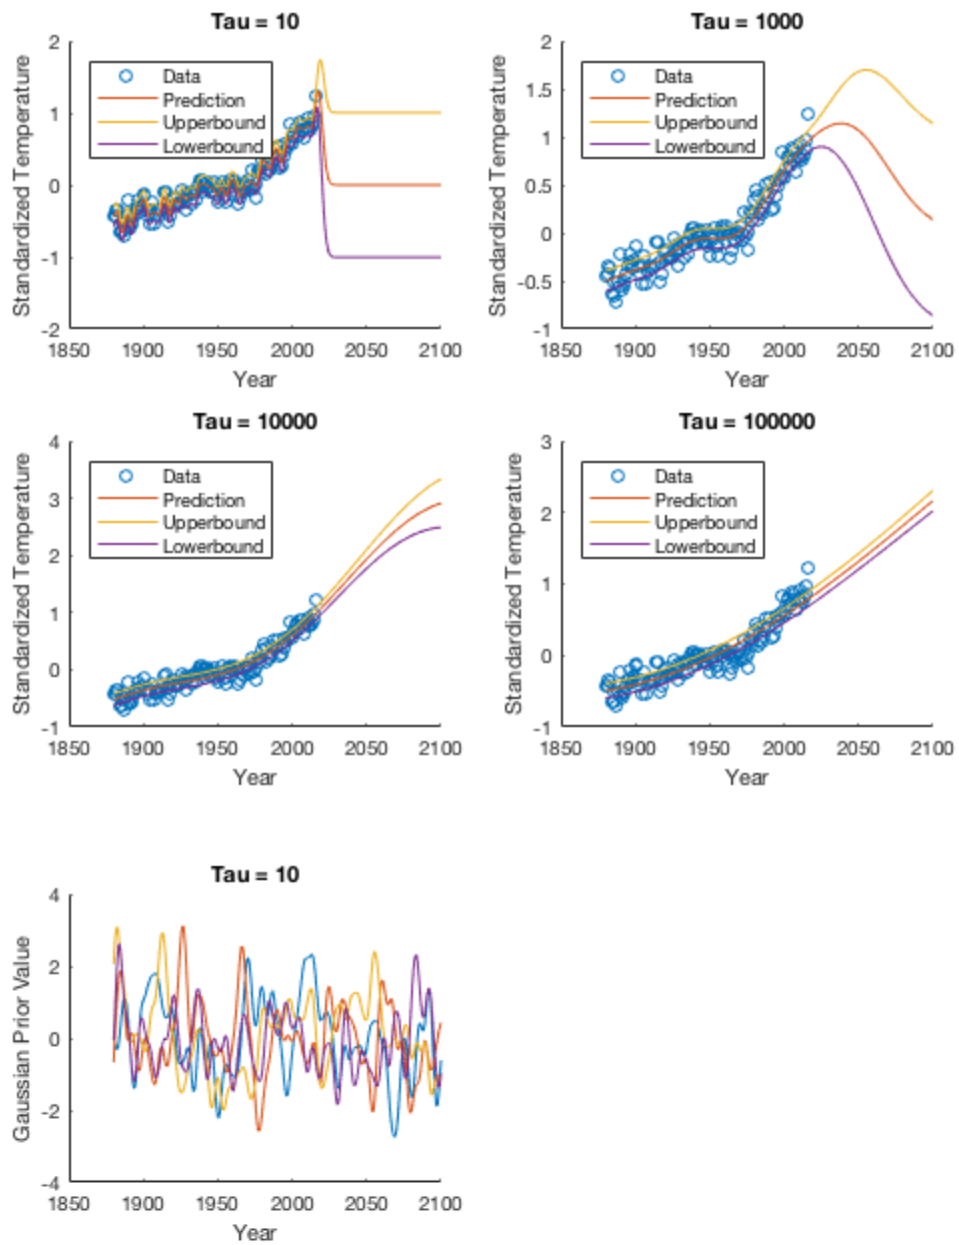 Tau = 10
2
1
0
-1
-2
Standardized Temperature
Data
Prediction
Upperbound
Lowerbound
1850 1900 1950 2000 2050 2100
Year
Tau = 1000
2
1.5
1
0.5
0
-0.5
-1
Standardized Temperature
Data
Prediction
Upperbound
Lowerbound
1850 1900 1950 2000 2050 2100
Year
Tau = 10000
4
3
2
1
0
-1
Standardized Temperature
Data
Prediction
Upperbound
Lowerbound
1850 1900 1950 2000 2050 2100
Year
Tau = 100000
3
2
1
0
-1
Standardized Temperature
Data
Prediction
Upperbound
Lowerbound
1850 1900 1950 2000 2050 2100
Year
Tau = 10
4
2
0
-2
-4
Gaussian Prior Value
1850 1900 1950 2000 2050 2100
Year